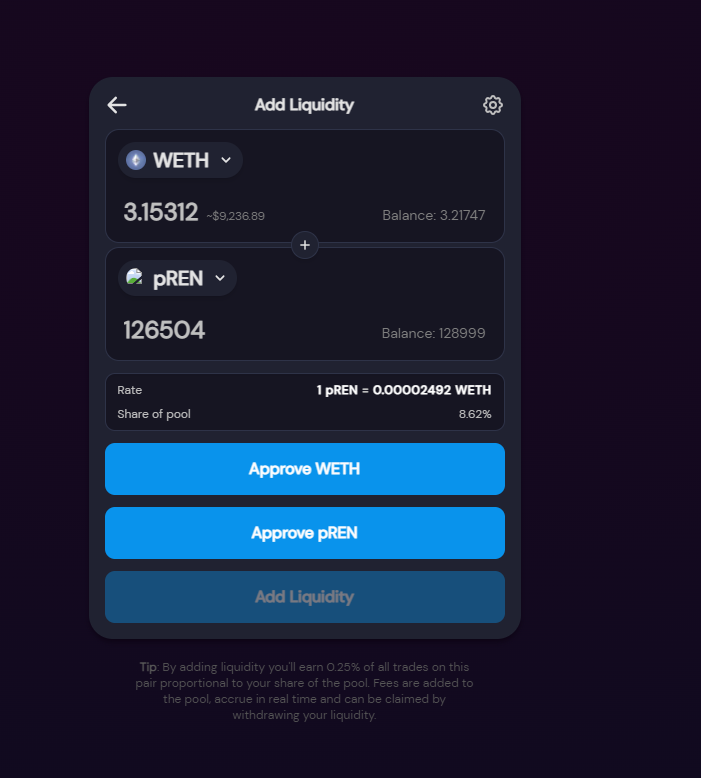 Add Liquidity
WETH
3.15312 ~$9,236.89 Balance: 3.21747
+
pREN
126504 Balance: 128999
Rate 1 pREN = 0.00002492 WETH
Share of pool 8.62%
Approve WETH
Approve pREN
Add Liquidity
Tip: By adding liquidity you'll earn 0.25% of all trades on this
pair proportional to your share of the pool. Fees are added to
the pool, accrue in real time and can be claimed by
withdrawing your liquidity.